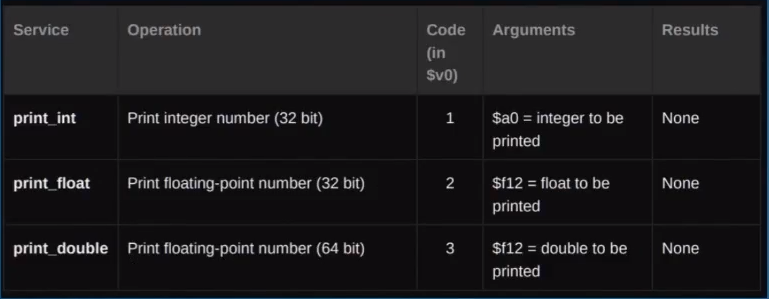 Service Operation Code (in $v0) Arguments Results
print_int Print integer number (32 bit) 1 $a0 = integer to be printed None
print_float Print floating-point number (32 bit) 2 $f12 = float to be printed None
print_double Print floating-point number (64 bit) 3 $f12 = double to be printed None